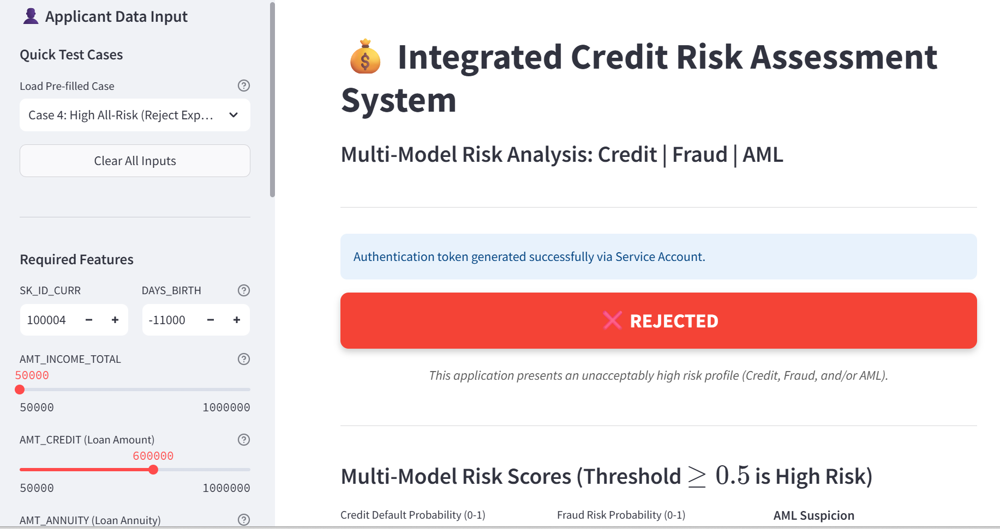 Applicant Data Input
Quick Test Cases
Load Pre-filled Case
Case 4: High All-Risk (Reject Exp...
Clear All Inputs
Required Features
SK_ID_CURR
DAYS_BIRTH
100004
-11000
AMT_INCOME_TOTAL
50000
50000 1000000
AMT_CREDIT (Loan Amount)
600000
50000 1000000
AMT_ANNUITY (Loan Annuity)
Integrated Credit Risk Assessment
System
Multi-Model Risk Analysis: Credit | Fraud | AML
Authentication token generated successfully via Service Account.
❌ REJECTED
This application presents an unacceptably high risk profile (Credit, Fraud, and/or AML).
Multi-Model Risk Scores (Threshold ≥ 0.5 is High Risk)
Credit Default Probability (0-1)
Fraud Risk Probability (0-1)
AML Suspicion